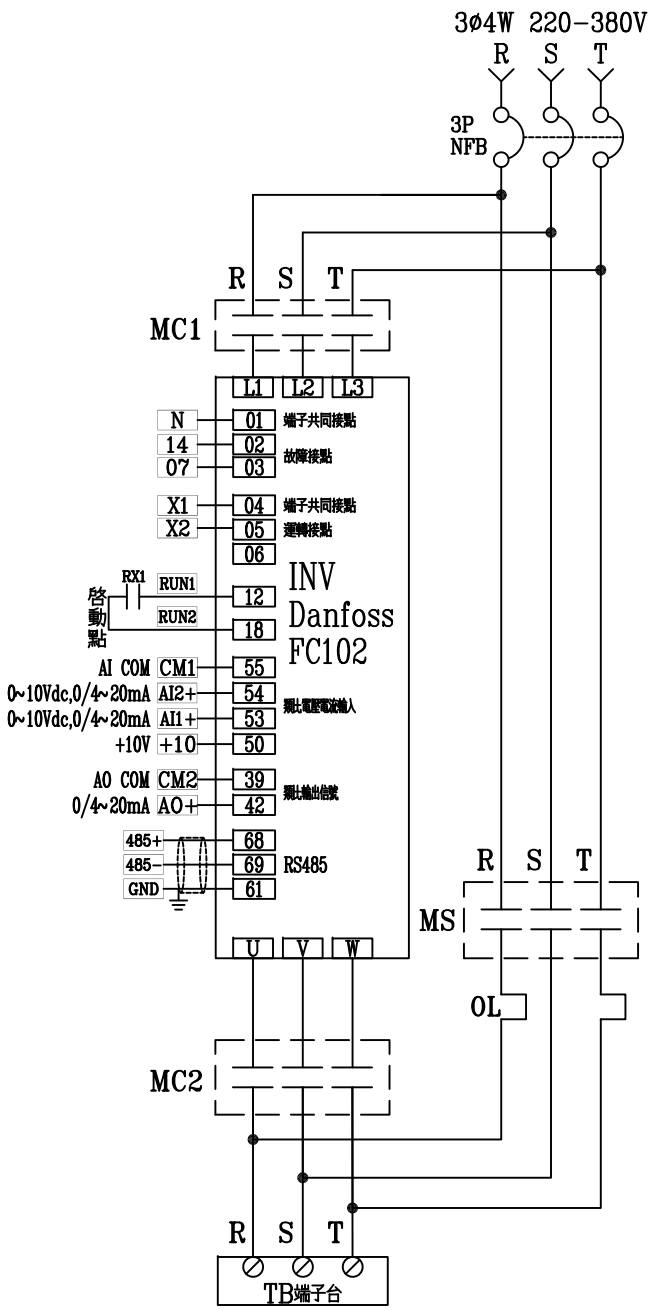 3ø4W 220-380V
R S T
3P
NFB
R S T
MC1
L1 L2 L3
N 01 端子共同接點
14 02
故障接點
07 03
X1 04 端子共同接點
X2 05 運轉接點
06
INV
Danfoss
FC102
RX1 RUN1 12
啓動點
RUN2 18
AI COM CM1 55
0~10Vdc,0/4~20mA AI2+ 54
類比電壓電流輸入
0~10Vdc,0/4~20mA AI1+ 53
+10V +10 50
AO COM CM2 39
類比輸出信號
0/4~20mA AO+ 42
485+ 68
485- 69 RS485
GND 61
R S T
MS
U V W
OL
MC2
R S T
TB端子台